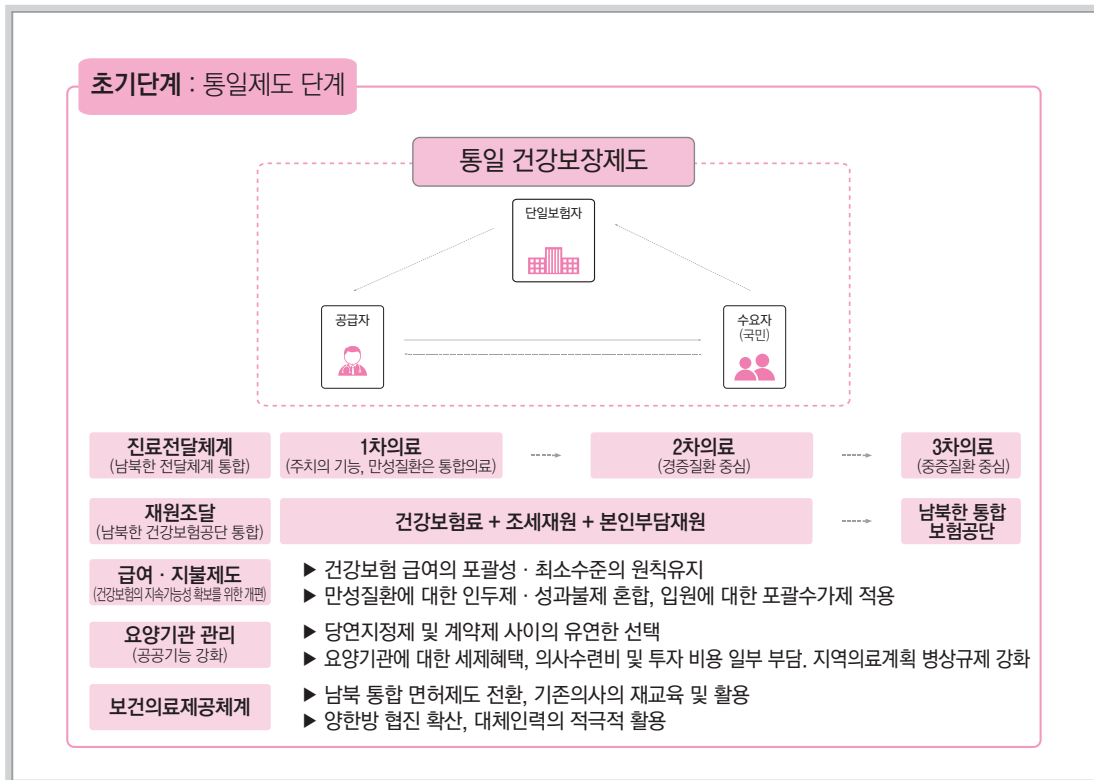 초기단계 : 통일제도 단계
통일 건강보장제도
단일보험자
공급자
수요자
(국민)
진료전달체계
(남북한 전달체계 통합)
1차의료
(주치의 기능, 만성질환은 통합의료)
2차의료
(경증질환 중심)
3차의료
(중증질환 중심)
재원조달
(남북한 건강보험공단 통합)
건강보험료 + 조세재원 + 본인부담재원
남북한 통합
보험공단
급여 · 지불제도
(건강보험의 지속가능성 확보를 위한 개편)
▶ 건강보험 급여의 포괄성 · 최소수준의 원칙유지
▶ 만성질환에 대한 인두제 · 성과불제 혼합, 입원에 대한 포괄수가제 적용
요양기관 관리
(공공기능 강화)
▶ 당연지정제 및 계약제 사이의 유연한 선택
▶ 요양기관에 대한 세제혜택, 의사수련비 및 투자 비용 일부 부담. 지역의료계획 병상규제 강화
보건의료제공체계
▶ 남북 통합 면허제도 전환, 기존의사의 재교육 및 활용
▶ 양한방 협진 확산, 대체인력의 적극적 활용